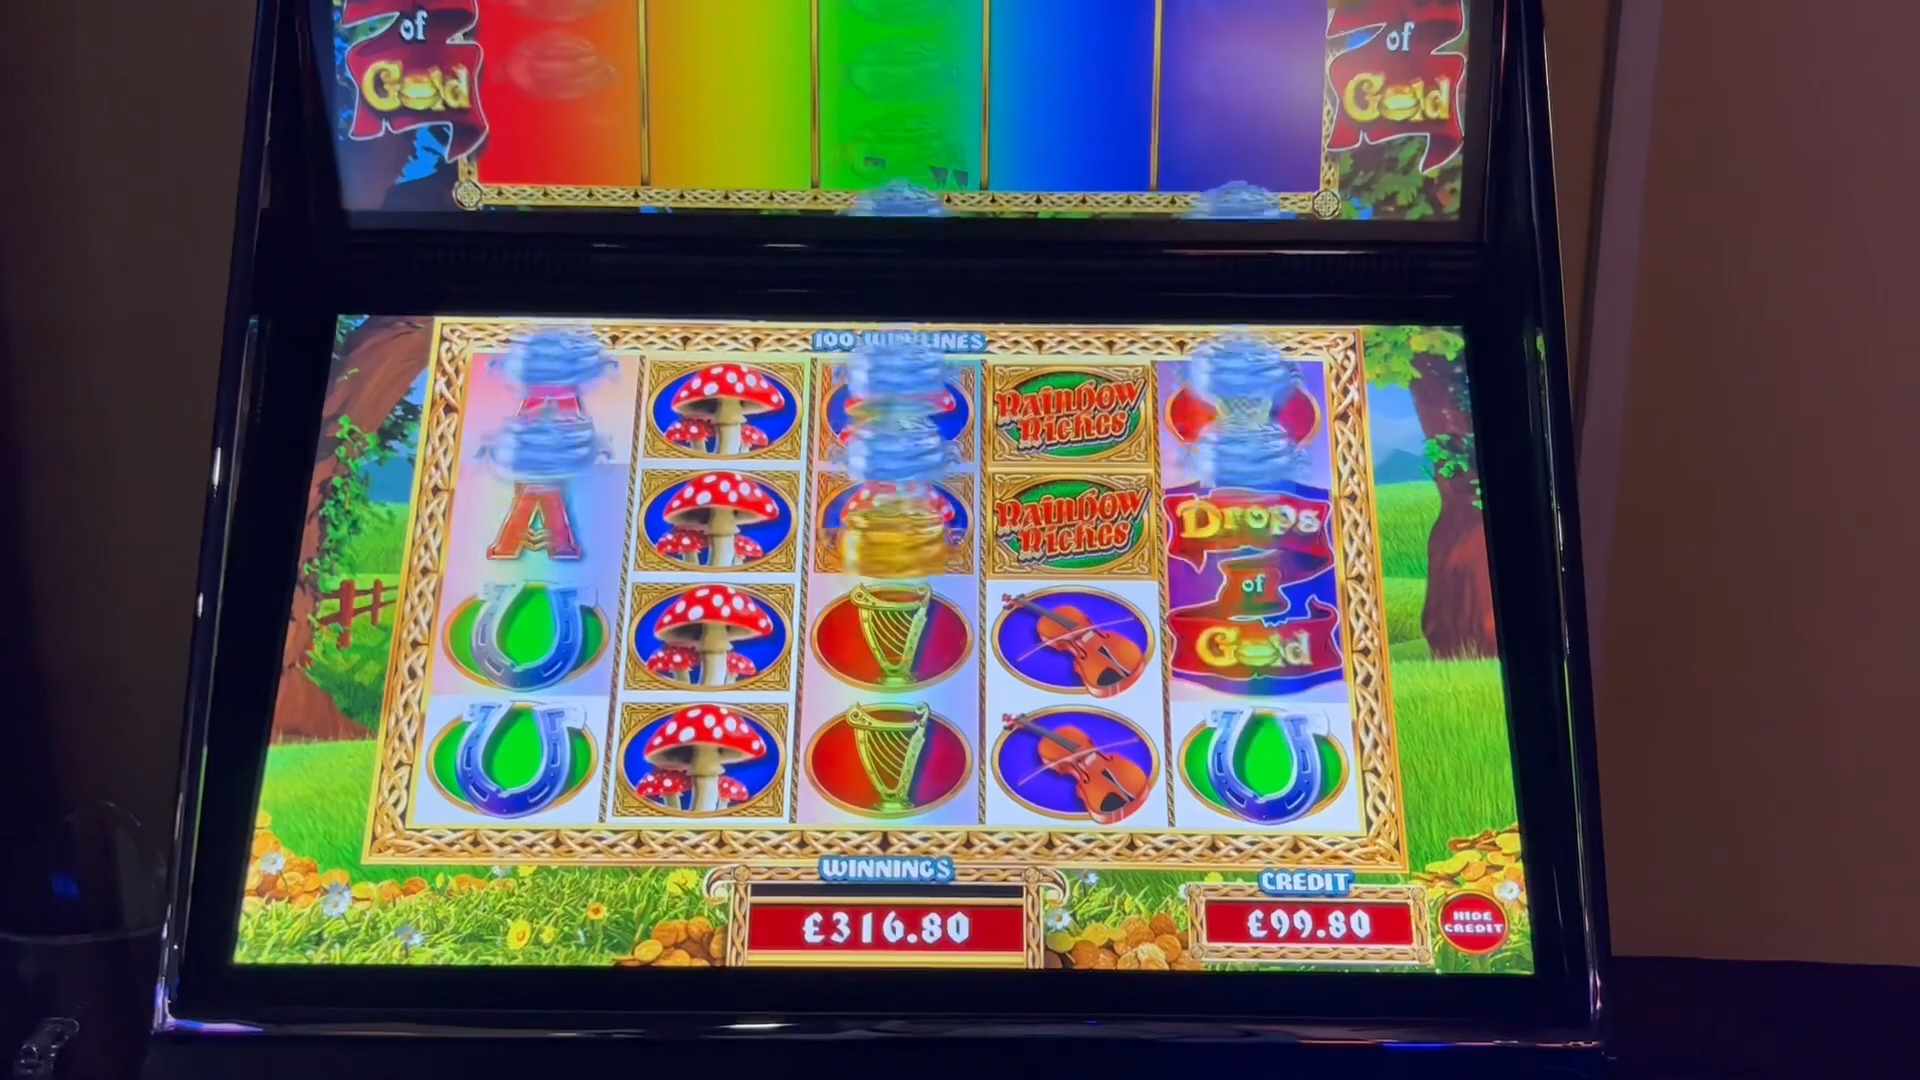 of
Gold
of
Gold
100 WIN LINES
Rainbow
Riches
A
Rainbow
Riches
Drops
of
Gold
WINNINGS
£316.80
CREDIT
£99.80
HIDE
CREDIT